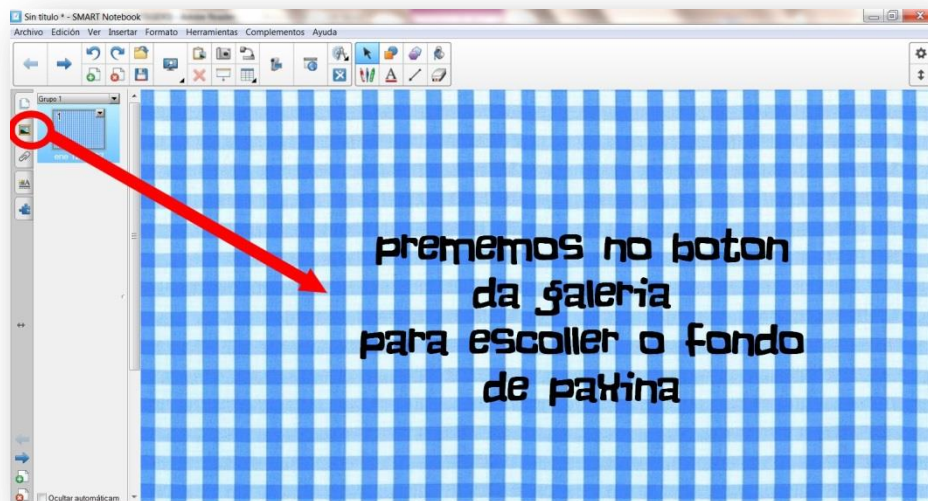 Sin título * - SMART Notebook
Archivo Edición Ver Insertar Formato Herramientas Complementos Ayuda
Grupo 1
1
prememos no boton
da galeria
para escoller o fondo
de paxina
Ocultar automáticam